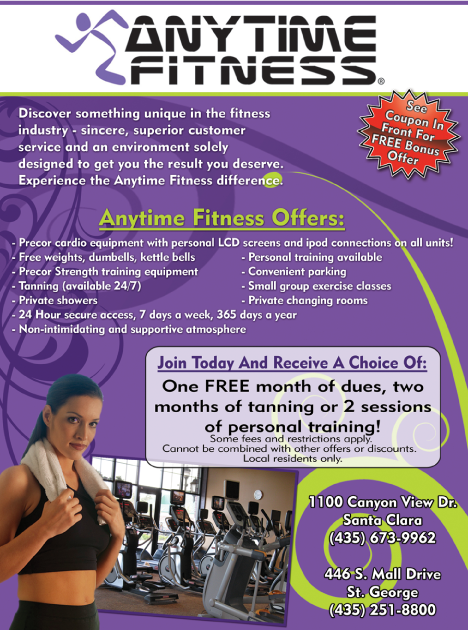 ANYTIME
FITNESS®
Discover something unique in the fitness
industry - sincere, superior customer
service and an environment solely
designed to get you the result you deserve.
Experience the Anytime Fitness difference.
See
Coupon In
Front For
FREE Bonus
Offer
Anytime Fitness Offers:
- Precor cardio equipment with personal LCD screens and ipod connections on all units!
- Free weights, dumbells, kettle bells
- Personal training available
- Precor Strength training equipment
- Convenient parking
- Tanning (available 24/7)
- Small group exercise classes
- Private showers
- Private changing rooms
- 24 Hour secure access, 7 days a week, 365 days a year
- Non-intimidating and supportive atmosphere
Join Today And Receive A Choice Of:
One FREE month of dues, two
months of tanning or 2 sessions
of personal training!
Some fees and restrictions apply.
Cannot be combined with other offers or discounts.
Local residents only.
1100 Canyon View Dr.
Santa Clara
(435) 673-9962
446 S. Mall Drive
St. George
(435) 251-8800